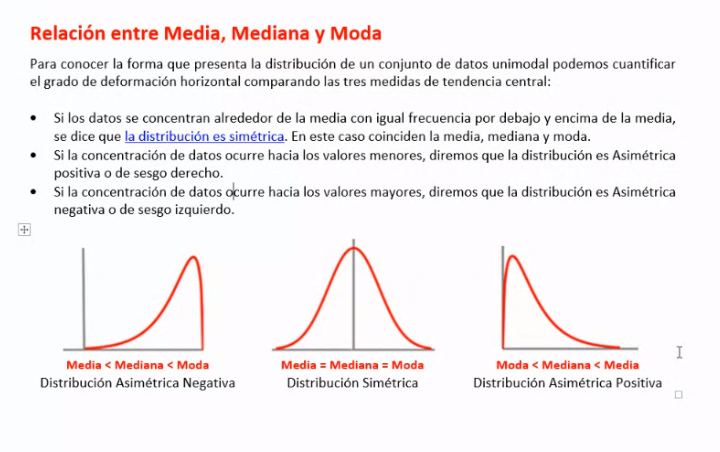 Relación entre Media, Mediana y Moda
Para conocer la forma que presenta la distribución de un conjunto de datos unimodal podemos cuantificar
el grado de deformación horizontal comparando las tres medidas de tendencia central:
• Si los datos se concentran alrededor de la media con igual frecuencia por debajo y encima de la media,
se dice que la distribución es simétrica. En este caso coinciden la media, mediana y moda.
• Si la concentración de datos ocurre hacia los valores menores, diremos que la distribución es Asimétrica
positiva o de sesgo derecho.
• Si la concentración de datos ocurre hacia los valores mayores, diremos que la distribución es Asimétrica
negativa o de sesgo izquierdo.
Media < Mediana < Moda
Distribución Asimétrica Negativa
Media = Mediana = Moda
Distribución Simétrica
Moda < Mediana < Media
Distribución Asimétrica Positiva